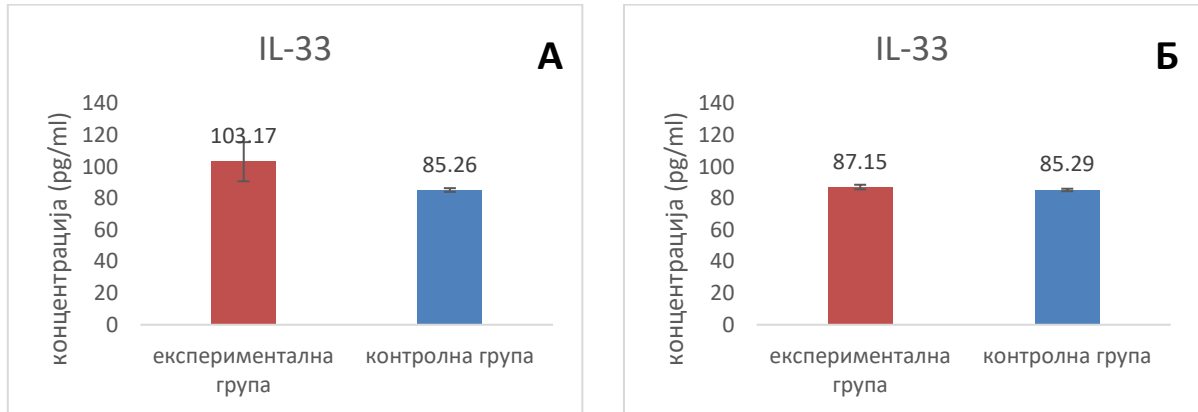 IL-33
А
концентрација (pg/ml)
140
120
100
80
60
40
20
0
103.17
85.26
експериментална
група
контролна група
IL-33
Б
концентрација (pg/ml)
140
120
100
80
60
40
20
0
87.15
85.29
експериментална
група
контролна група